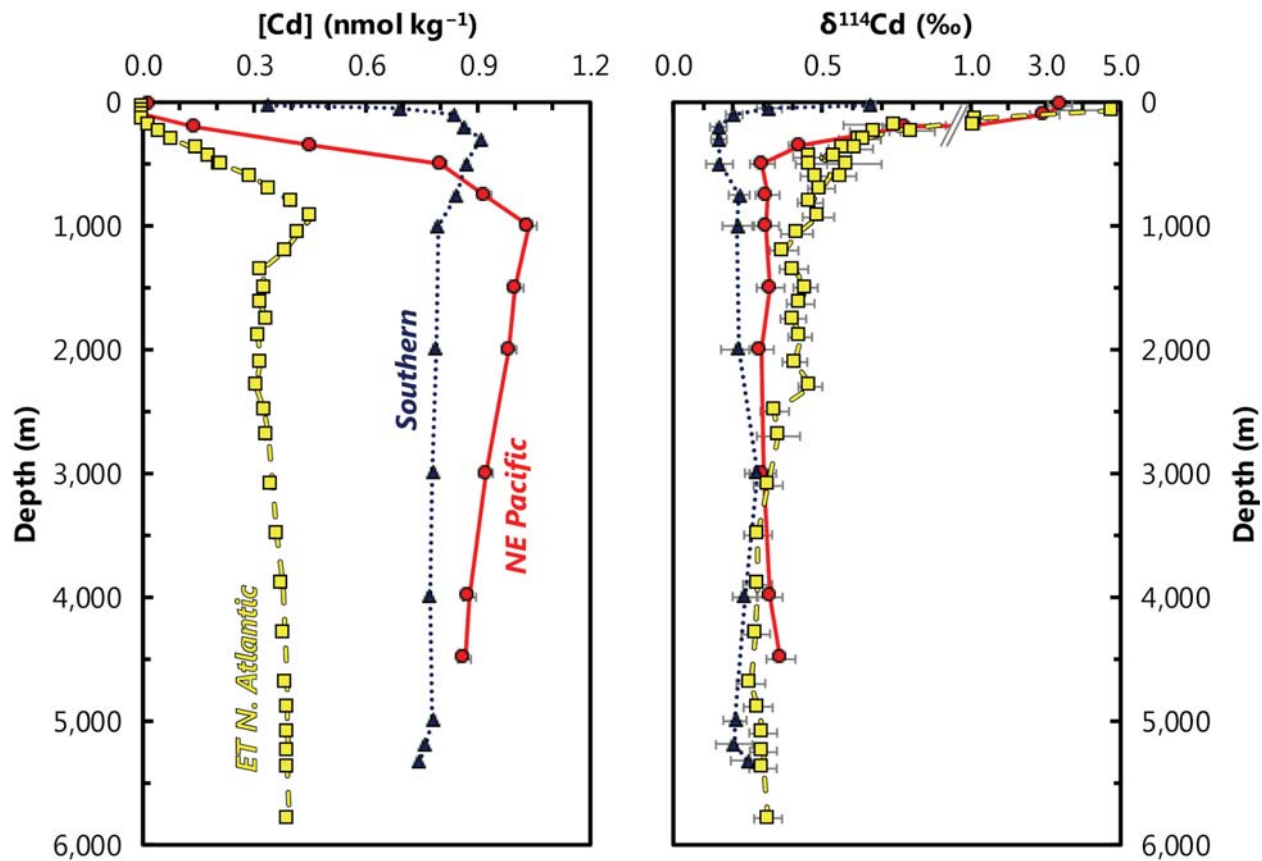 [Cd] (nmol kg⁻¹)
δ¹¹⁴Cd (‰)
0.0 0.3 0.6 0.9 1.2
0.0 0.5 1.0 3.0 5.0
0
1,000
2,000
3,000
4,000
5,000
6,000
Depth (m)
ET N. Atlantic
Southern
NE Pacific
0
1,000
2,000
3,000
4,000
5,000
6,000
Depth (m)